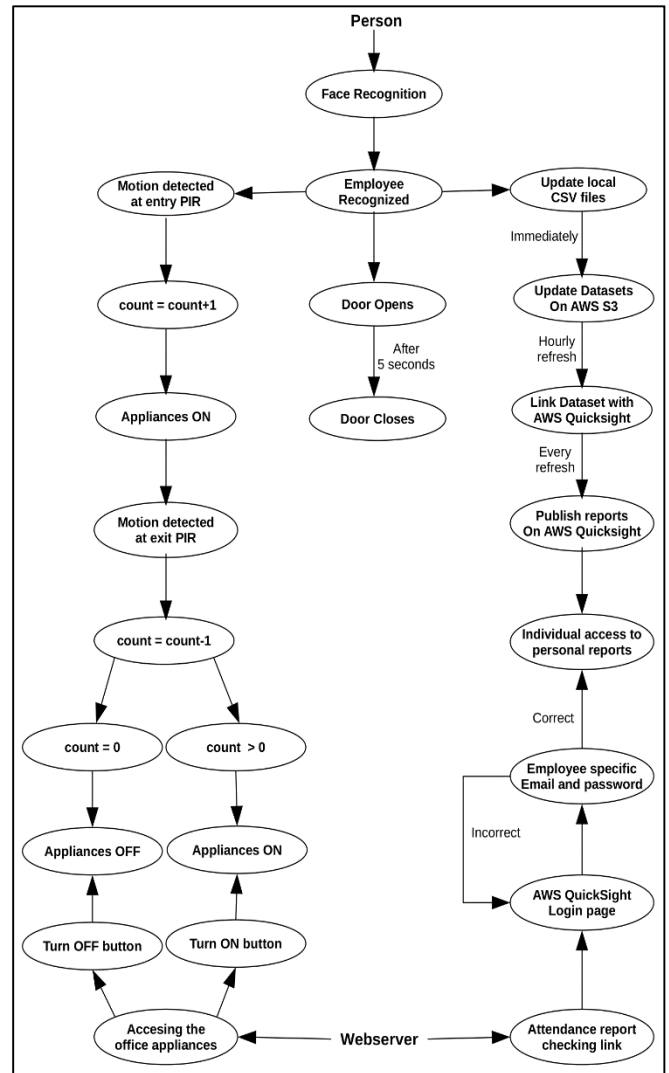 Person
Face Recognition
Motion detected
at entry PIR
Employee
Recognized
Update local
CSV files
Immediately
count = count+1
Door Opens
Update Datasets
On AWS S3
After
5 seconds
Hourly
refresh
Appliances ON
Door Closes
Link Dataset with
AWS Quicksight
Every
refresh
Motion detected
at exit PIR
Publish reports
On AWS Quicksight
count = count-1
Individual access to
personal reports
Correct
count = 0
count > 0
Employee specific
Email and password
Incorrect
Appliances OFF
Appliances ON
AWS QuickSight
Login page
Turn OFF button
Turn ON button
Accesing the
office appliances
Webserver
Attendance report
checking link